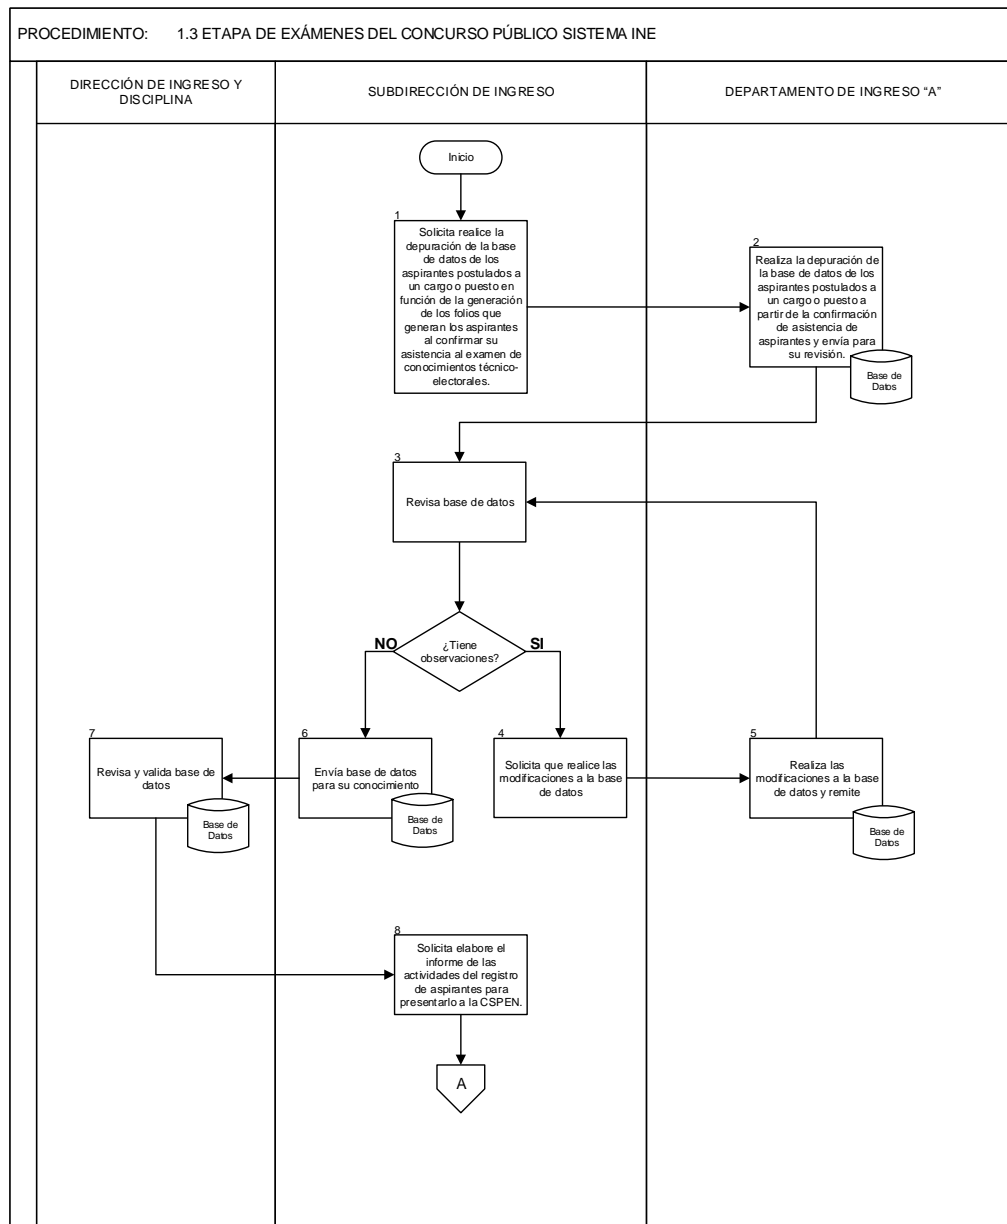 PROCEDIMIENTO: 1.3 ETAPA DE EXÁMENES DEL CONCURSO PÚBLICO SISTEMA INE
DIRECCIÓN DE INGRESO Y
DISCIPLINA
SUBDIRECCIÓN DE INGRESO
DEPARTAMENTO DE INGRESO “A”
Inicio
1
Solicita realice la
depuración de la base
de datos de los
aspirantes postulados a
un cargo o puesto en
función de la generación
de los folios que
generan los aspirantes
al confirmar su
asistencia al examen de
conocimientos técnico-
electorales.
2
Realiza la depuración de
la base de datos de los
aspirantes postulados a
un cargo o puesto a
partir de la confirmación
de asistencia de
aspirantes y envía para
su revisión.
Base de
Datos
3
Revisa base de datos
¿Tiene
observaciones?
NO
SI
7
Revisa y valida base de
datos
Base de
Datos
6
Envía base de datos
para su conocimiento
Base de
Datos
4
Solicita que realice las
modificaciones a la base
de datos
5
Realiza las
modificaciones a la base
de datos y remite
Base de
Datos
8
Solicita elabore el
informe de las
actividades del registro
de aspirantes para
presentarlo a la CSPEN.
A